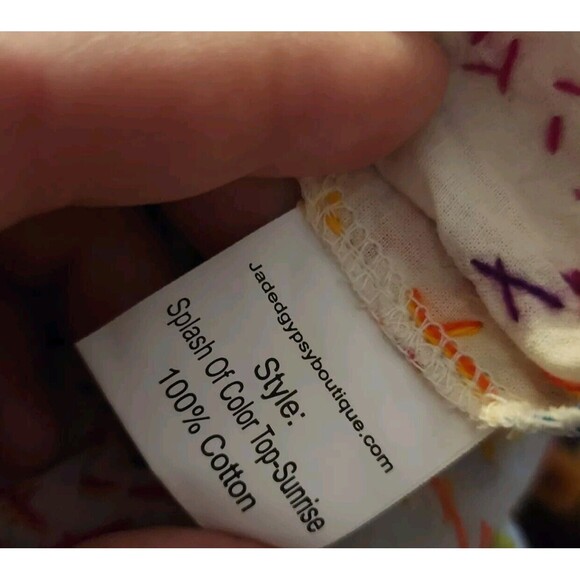 Jadedgypsyboutique.com
Style:
Splash Of Color Top-Sunrise
100% Cotton